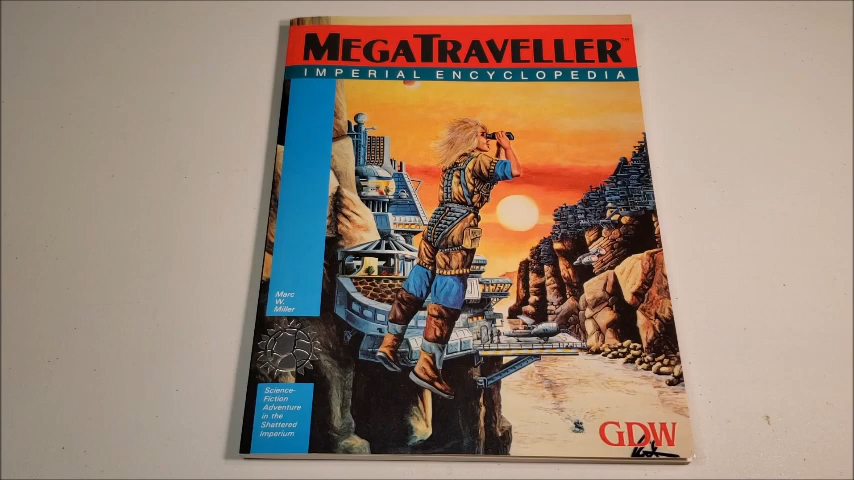 MEGATRAVELLER™
IMPERIAL ENCYCLOPEDIA
Marc
W.
Miller
Science-
Fiction
Adventure
in the
Shattered
Imperium
GDW